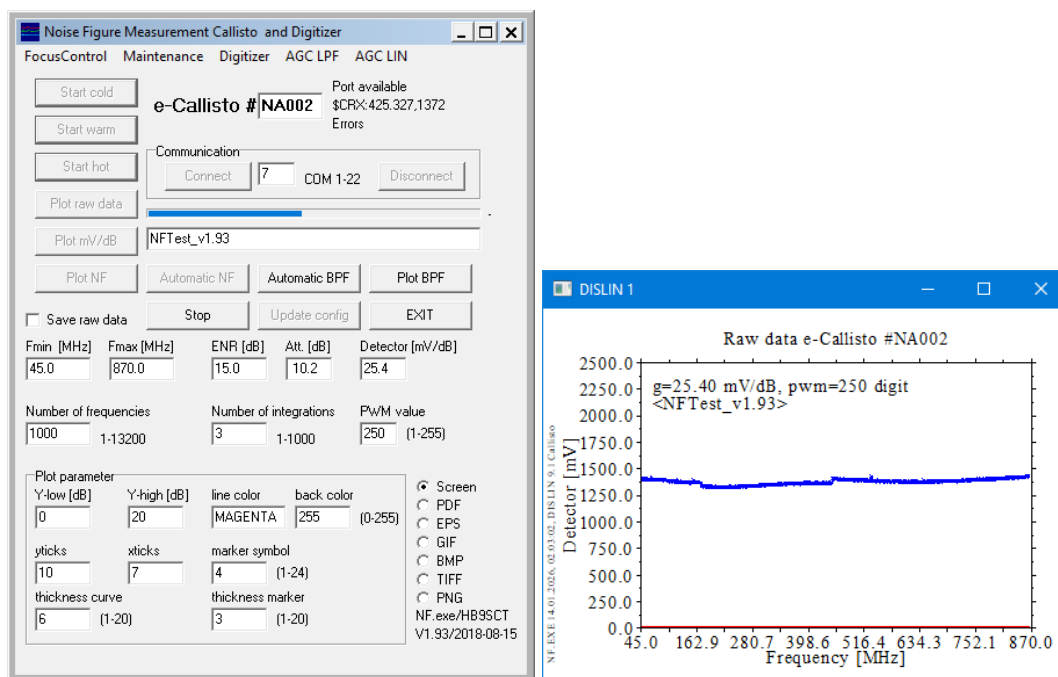 Noise Figure Measurement Callisto and Digitizer
FocusControl Maintenance Digitizer AGC LPF AGC LIN
Start cold
Start warm
Start hot
Plot raw data
Plot mV/dB
e-Callisto # NA002
Port available
$CRX:425.327,1372
Errors
Communication
Connect 7 COM 1-22 Disconnect
-
NFTest_v1.93
Plot NF Automatic NF Automatic BPF Plot BPF
Save raw data Stop Update config EXIT
Fmin [MHz] Fmax [MHz] ENR [dB] Att. [dB] Detector [mV/dB]
45.0 870.0 15.0 10.2 25.4
Number of frequencies Number of integrations PWM value
1000 1-13200 3 1-1000 250 (1-255)
Plot parameter
Y-low [dB] Y-high [dB] line color back color
0 20 MAGENTA 255 (0-255)
yticks xticks marker symbol
10 7 4 (1-24)
thickness curve thickness marker
6 (1-20) 3 (1-20)
Screen
PDF
EPS
GIF
BMP
TIFF
PNG
NF.exe/HB9SCT
V1.93/2018-08-15
DISLIN 1
Raw data e-Callisto #NA002
g=25.40 mV/dB, pwm=250 digit
<NFTest_v1.93>
2500.0
2250.0
2000.0
1750.0
1500.0
1250.0
1000.0
750.0
500.0
250.0
0.0
Detector [mV]
45.0 162.9 280.7 398.6 516.4 634.3 752.1 870.0
Frequency [MHz]
NF.EXE 14.01.2026, 02:03:02, DISLIN 9.1 Callisto